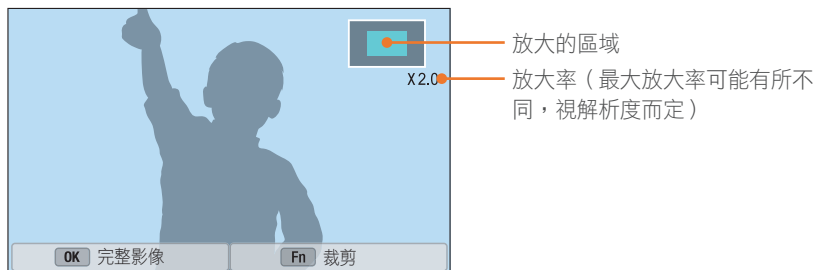 放大的區域
X 2.0
放大率（最大放大率可能有所不
同，視解析度而定）
OK 完整影像
Fn 裁剪